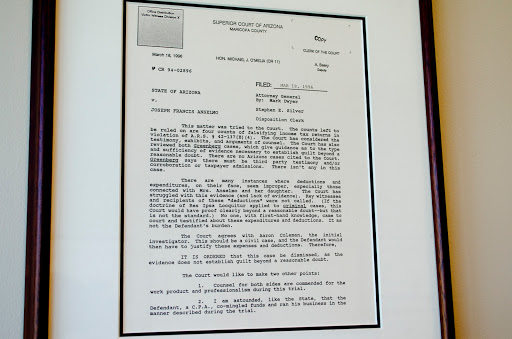 SUPERIOR COURT OF ARIZONA
MARICOPA COUNTY
COPY
March 18, 1996
HON. MICHAEL J. O'MELIA (CR 11)
CLERK OF THE COURT
Deputy
# CR 94-02896
FILED: MAR 18, 1996
STATE OF ARIZONA
Attorney General
By: Mark Dwyer
v.
JOSEPH FRANCIS ANSELMO
Stephen E. Silver
Disposition Clerk
This matter was tried to the Court. The counts left to
be ruled on are four counts of falsifying income tax returns in
violation of A.R.S. § 42-137(B)(4). The Court has considered the
testimony, exhibits, and arguments of counsel. The Court has also
reviewed both Greenberg cases, which give guidance as to the type
and sufficiency of evidence necessary to establish guilt beyond a
reasonable doubt. There are no Arizona cases cited to the Court.
Greenberg says there must be third party testimony and/or
corroboration or taxpayer admissions. There isn't any in this
case.
There are many instances where deductions and
expenditures, on their face, seem improper, especially those
connected with Mrs. Anselmo and her daughter. The Court has
struggled with this evidence (and lack of evidence). Key witnesses
and recipients of these "deductions" were not called. (If the
doctrine of Res Ipsa Loquitor applied to criminal cases, this
Court would have proof clearly beyond a reasonable doubt--but that
is not the standard.) No one, with first-hand knowledge, came to
court and testified about these expenditures and deductions. It is
not the Defendant's burden.
The Court agrees with Aaron Coleman, the initial
investigator. This should be a civil case, and the Defendant would
then have to justify these expenses and deductions. Therefore,
IT IS ORDERED that this case be dismissed, as the
evidence does not establish guilt beyond a reasonable doubt.
The Court would like to make two other points:
1. Counsel for both sides are commended for the
work product and professionalism during this trial.
2. I am astounded, like the State, that the
Defendant, a C.P.A., co-mingled funds and ran his business in the
manner described during the trial.